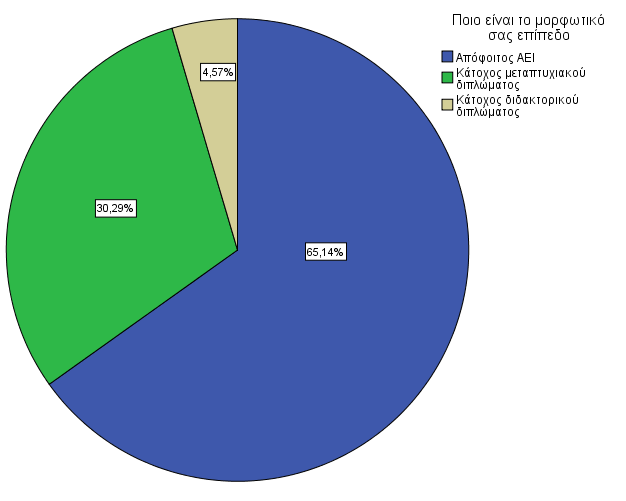 Ποιο είναι το μορφωτικό
σας επίπεδο
Απόφοιτος ΑΕΙ
Κάτοχος μεταπτυχιακού
διπλώματος
Κάτοχος διδακτορικού
διπλώματος
4,57%
30,29%
65,14%